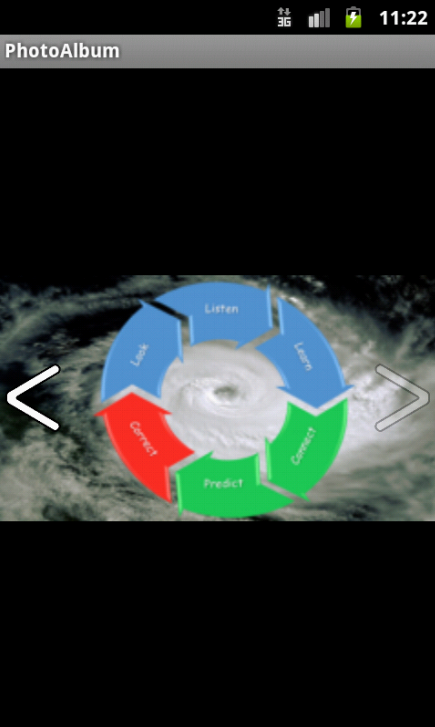 3G 11:22
PhotoAlbum
Listen
Look
Learn
Correct
Connect
Predict